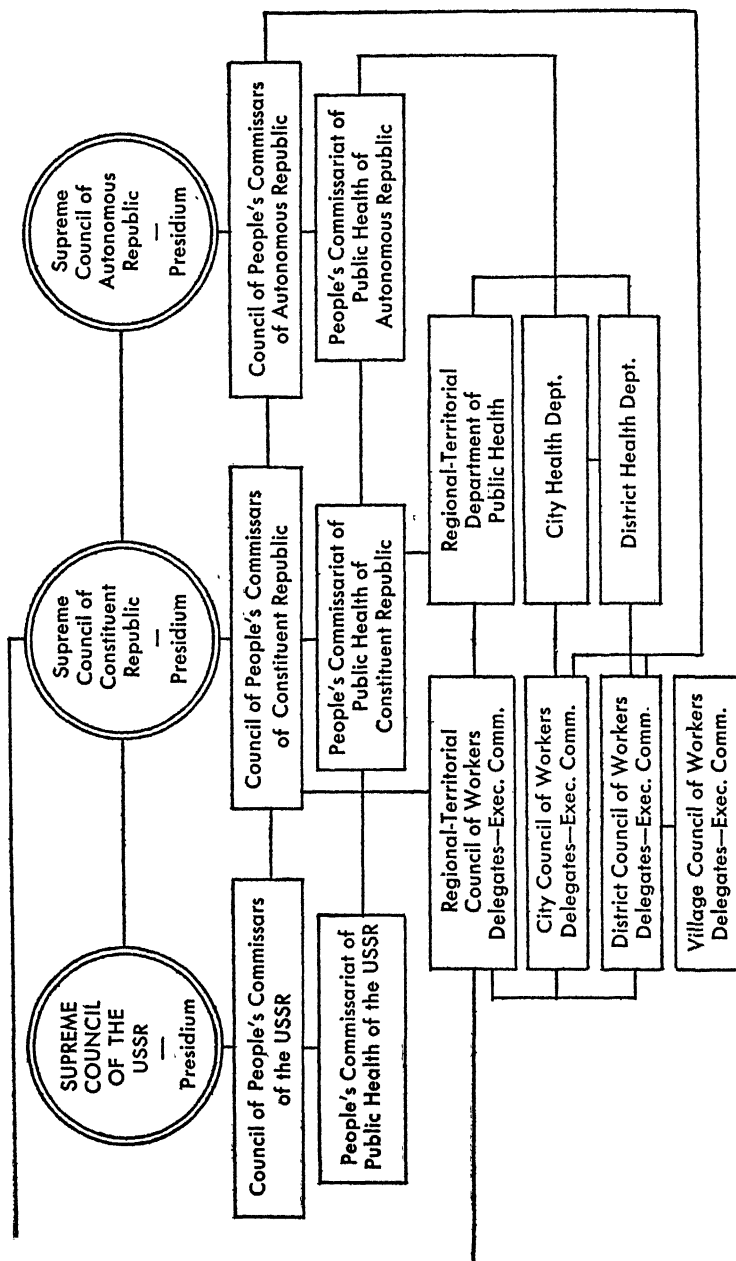 SUPREME
COUNCIL
OF THE
USSR
—
Presidium
Supreme
Council of
Constituent
Republic
—
Presidium
Supreme
Council of
Autonomous
Republic
—
Presidium
Council of People's Commissars
of the USSR
Council of People's Commissars
of Constituent Republic
Council of People's Commissars
of Autonomous Republic
People's Commissariat of
Public Health of the USSR
People's Commissariat of
Public Health of
Constituent Republic
People's Commissariat of
Public Health of
Autonomous Republic
Regional-Territorial
Council of Workers
Delegates—Exec. Comm.
Regional-Territorial
Department of
Public Health
City Council of Workers
Delegates—Exec. Comm.
City Health Dept.
District Council of Workers
Delegates—Exec. Comm.
District Health Dept.
Village Council of Workers
Delegates—Exec. Comm.